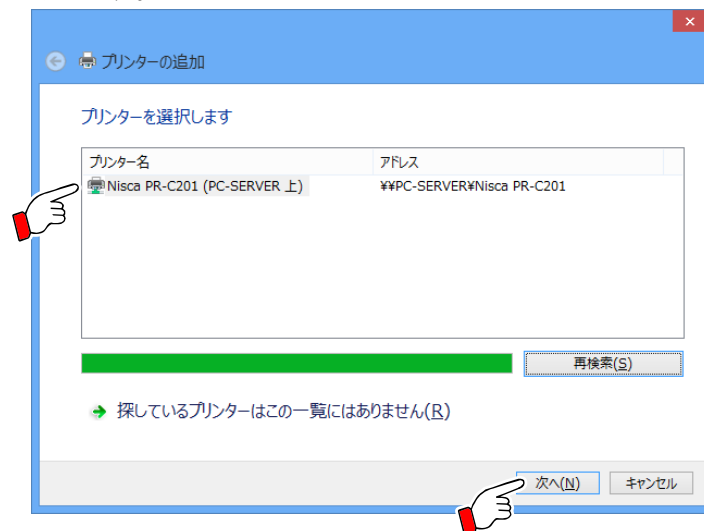 プリンターの追加
プリンターを選択します
プリンター名 アドレス
Nisca PR-C201 (PC-SERVER 上) ¥¥PC-SERVER¥Nisca PR-C201
再検索(S)
探しているプリンターはこの一覧にはありません(R)
次へ(N) キャンセル